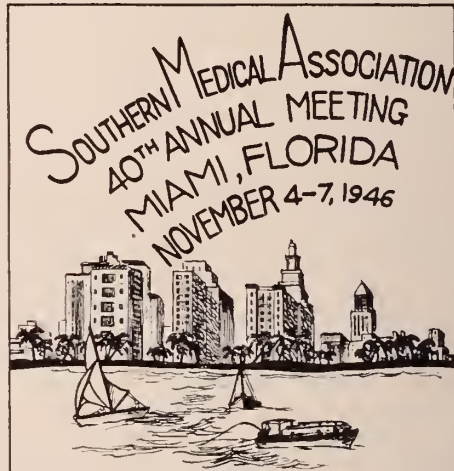 SOUTHERN MEDICAL ASSOCIATION
40TH ANNUAL MEETING
MIAMI, FLORIDA
NOVEMBER 4-7, 1946